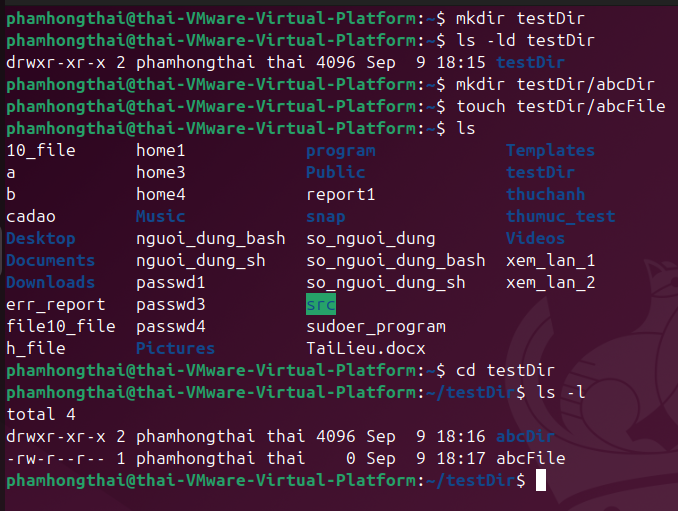 phamhongthai@thai-VMware-Virtual-Platform:~$ mkdir testDir
phamhongthai@thai-VMware-Virtual-Platform:~$ ls -ld testDir
drwxr-xr-x 2 phamhongthai thai 4096 Sep  9 18:15 testDir
phamhongthai@thai-VMware-Virtual-Platform:~$ mkdir testDir/abcDir
phamhongthai@thai-VMware-Virtual-Platform:~$ touch testDir/abcFile
phamhongthai@thai-VMware-Virtual-Platform:~$ ls
10_file      home1           program            Templates
a            home3           Public             testDir
b            home4           report1            thuchanh
cadao        Music           snap               thumuc_test
Desktop      nguoi_dung_bash  so_nguoi_dung       Videos
Documents    nguoi_dung_sh    so_nguoi_dung_bash  xem_lan_1
Downloads    passwd1         so_nguoi_dung_sh    xem_lan_2
err_report   passwd3         src
file10_file  passwd4         sudoer_program
h_file       Pictures        TaiLieu.docx
phamhongthai@thai-VMware-Virtual-Platform:~$ cd testDir
phamhongthai@thai-VMware-Virtual-Platform:~/testDir$ ls -l
total 4
drwxr-xr-x 2 phamhongthai thai 4096 Sep  9 18:16 abcDir
-rw-r--r-- 1 phamhongthai thai    0 Sep  9 18:17 abcFile
phamhongthai@thai-VMware-Virtual-Platform:~/testDir$